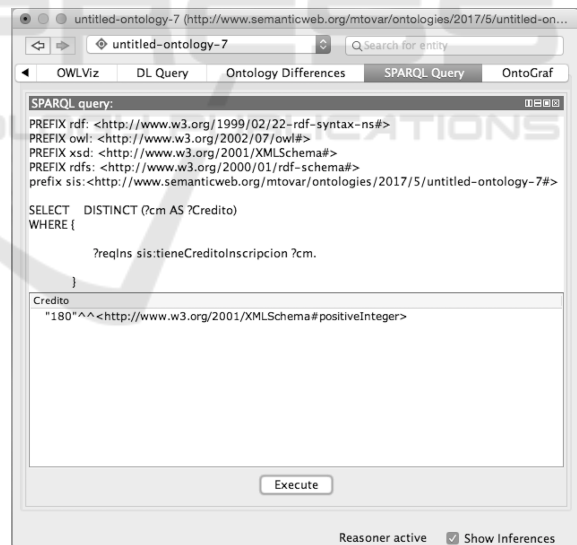 untitled-ontology-7 (http://www.semanticweb.org/mtovar/ontologies/2017/5/untitled-on...
untitled-ontology-7
Search for entity
OWLViz DL Query Ontology Differences SPARQL Query OntoGraf
SPARQL query:
PREFIX rdf: <http://www.w3.org/1999/02/22-rdf-syntax-ns#>
PREFIX owl: <http://www.w3.org/2002/07/owl#>
PREFIX xsd: <http://www.w3.org/2001/XMLSchema#>
PREFIX rdfs: <http://www.w3.org/2000/01/rdf-schema#>
prefix sis:<http://www.semanticweb.org/mtovar/ontologies/2017/5/untitled-ontology-7#>
SELECT DISTINCT (?cm AS ?Credito)
WHERE {
?reqIns sis:tieneCreditoInscripcion ?cm.
}
Credito
"180"^^<http://www.w3.org/2001/XMLSchema#positiveInteger>
Execute
Reasoner active Show Inferences